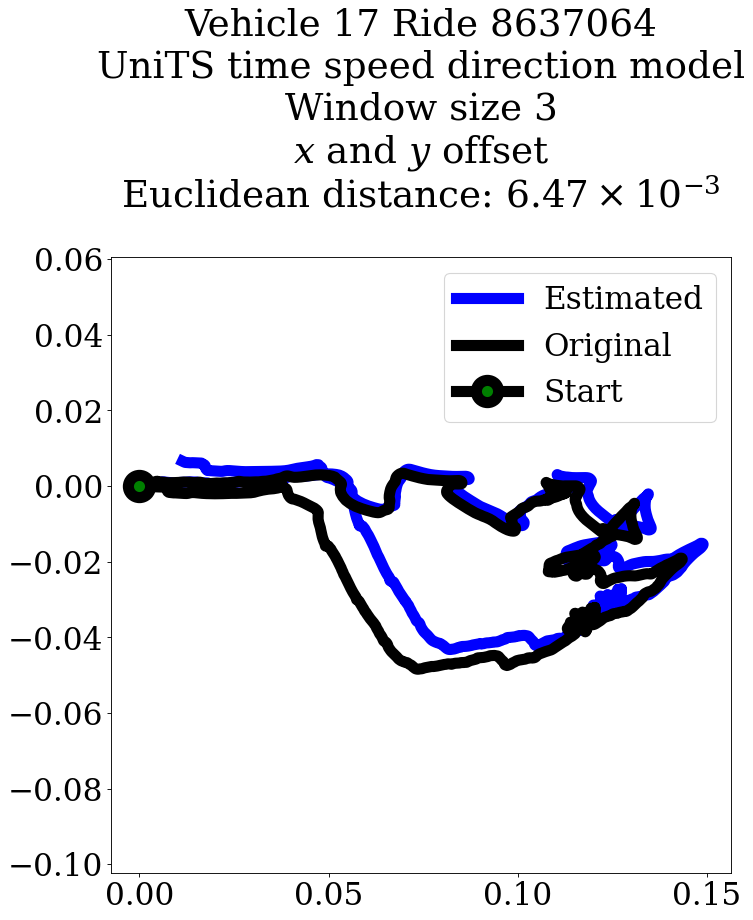 Vehicle 17 Ride 8637064
UniTS time speed direction model
Window size 3
x and y offset
Euclidean distance: 6.47 × 10⁻³
Estimated
Original
Start
0.06
0.04
0.02
0.00
−0.02
−0.04
−0.06
−0.08
−0.10
0.00 0.05 0.10 0.15